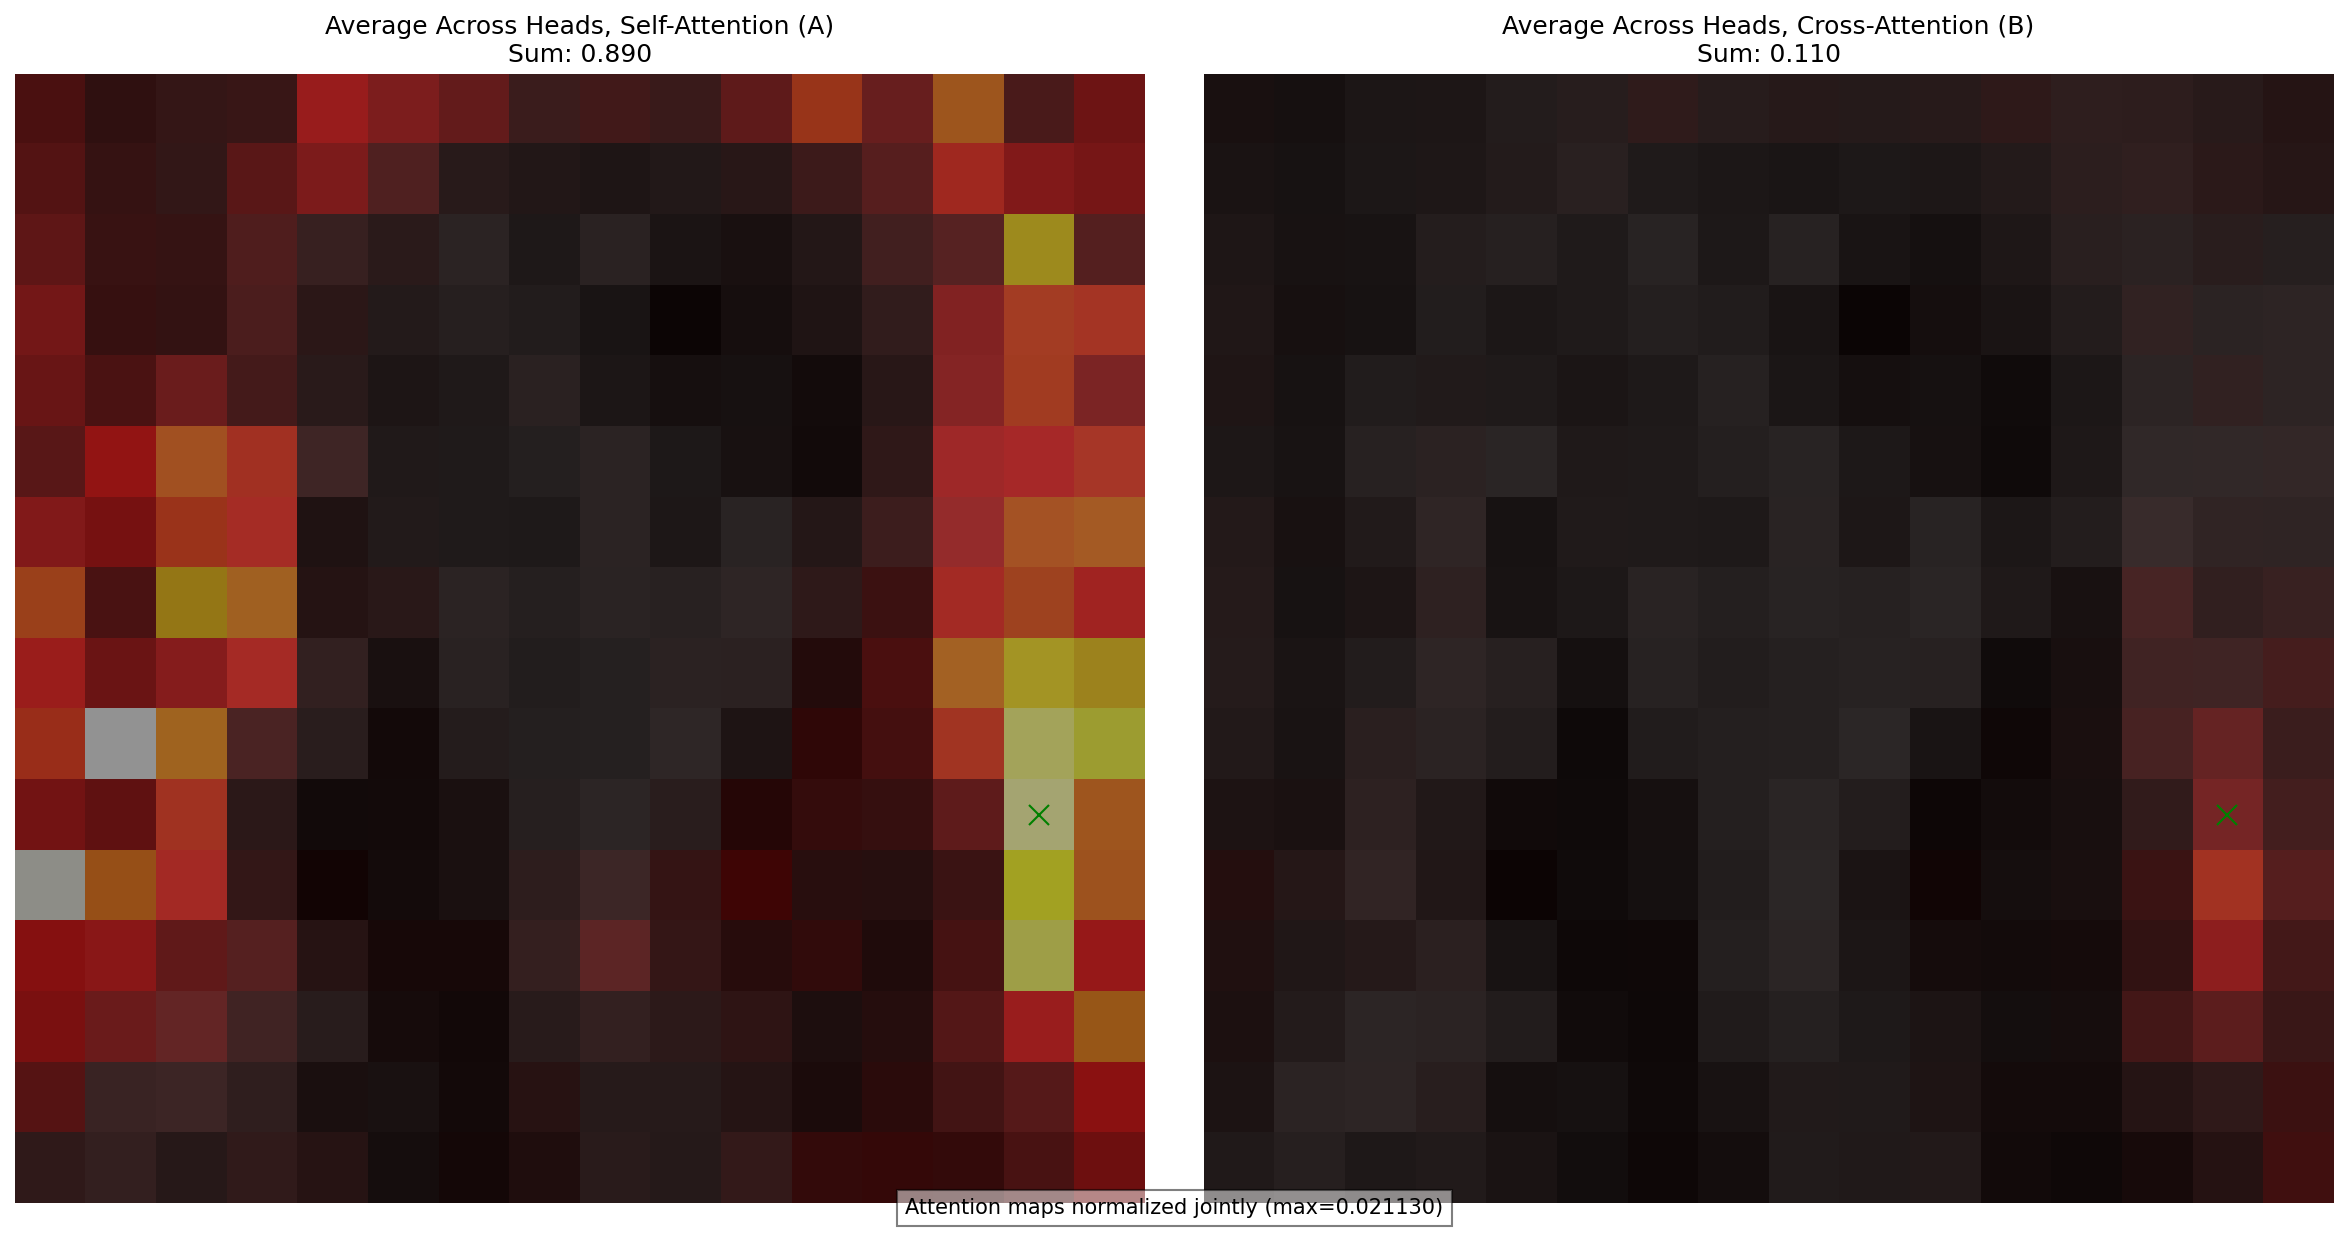 Average Across Heads, Self-Attention (A)
Sum: 0.890
Average Across Heads, Cross-Attention (B)
Sum: 0.110
Attention maps normalized jointly (max=0.021130)